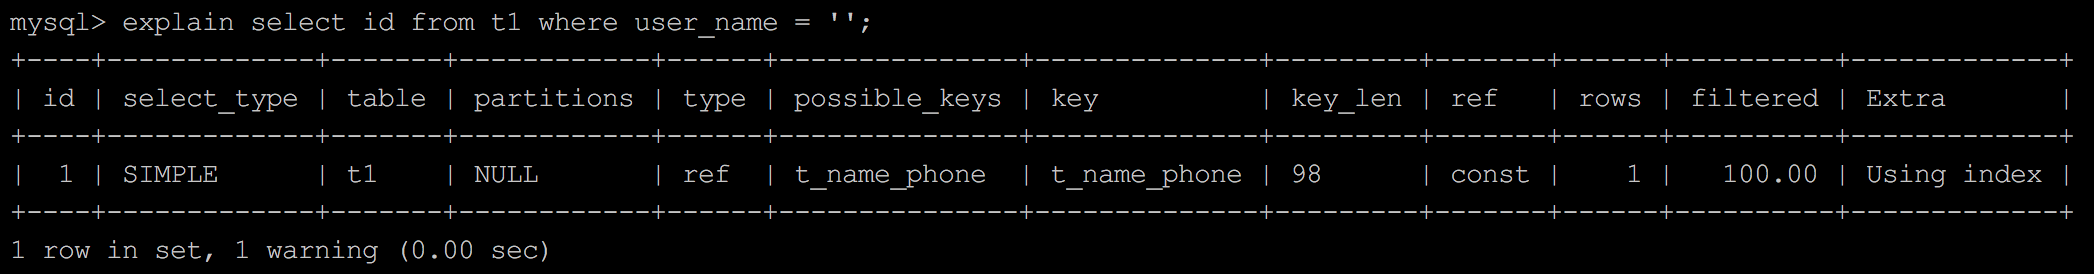 mysql> explain select id from t1 where user_name = '';
+----+-------------+-------+------------+------+---------------+--------------+---------+-------+------+----------+-------------+
| id | select_type | table | partitions | type | possible_keys | key          | key_len | ref   | rows | filtered | Extra       |
+----+-------------+-------+------------+------+---------------+--------------+---------+-------+------+----------+-------------+
|  1 | SIMPLE      | t1    | NULL       | ref  | t_name_phone  | t_name_phone | 98      | const |    1 |   100.00 | Using index |
+----+-------------+-------+------------+------+---------------+--------------+---------+-------+------+----------+-------------+
1 row in set, 1 warning (0.00 sec)